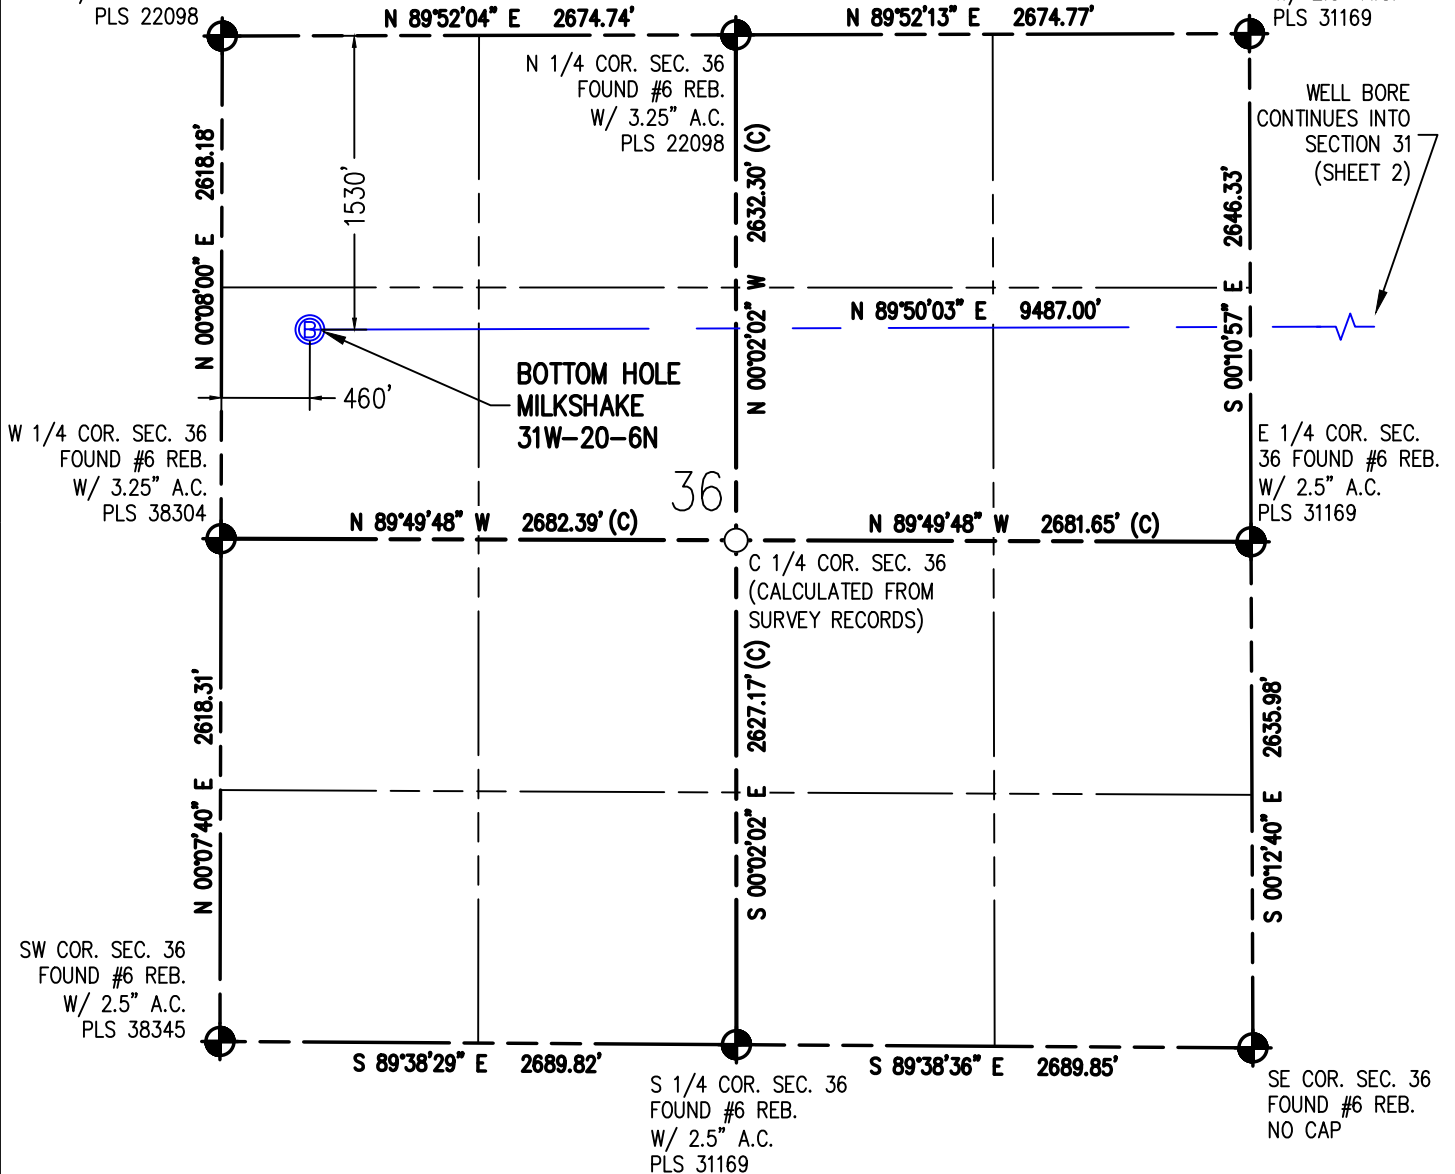 PLS 22098
N 89°52'04" E 2674.74'
N 89°52'13" E 2674.77'
PLS 31169
N 1/4 COR. SEC. 36
FOUND #6 REB.
W/ 3.25" A.C.
PLS 22098
WELL BORE
CONTINUES INTO
SECTION 31
(SHEET 2)
N 00°08'00" E 2618.18'
1530'
N 00°02'02" W 2632.30' (C)
S 00°10'57" E 2646.33'
N 89°50'03" E 9487.00'
B
BOTTOM HOLE
MILKSHAKE
31W-20-6N
460'
W 1/4 COR. SEC. 36
FOUND #6 REB.
W/ 3.25" A.C.
PLS 38304
E 1/4 COR. SEC.
36 FOUND #6 REB.
W/ 2.5" A.C.
PLS 31169
36
N 89°49'48" W 2682.39' (C)
N 89°49'48" W 2681.65' (C)
C 1/4 COR. SEC. 36
(CALCULATED FROM
SURVEY RECORDS)
N 00°07'40" E 2618.31'
S 00°02'02" E 2627.17' (C)
S 00°12'40" E 2635.98'
SW COR. SEC. 36
FOUND #6 REB.
W/ 2.5" A.C.
PLS 38345
S 89°38'29" E 2689.82'
S 89°38'36" E 2689.85'
S 1/4 COR. SEC. 36
FOUND #6 REB.
W/ 2.5" A.C.
PLS 31169
SE COR. SEC. 36
FOUND #6 REB.
NO CAP